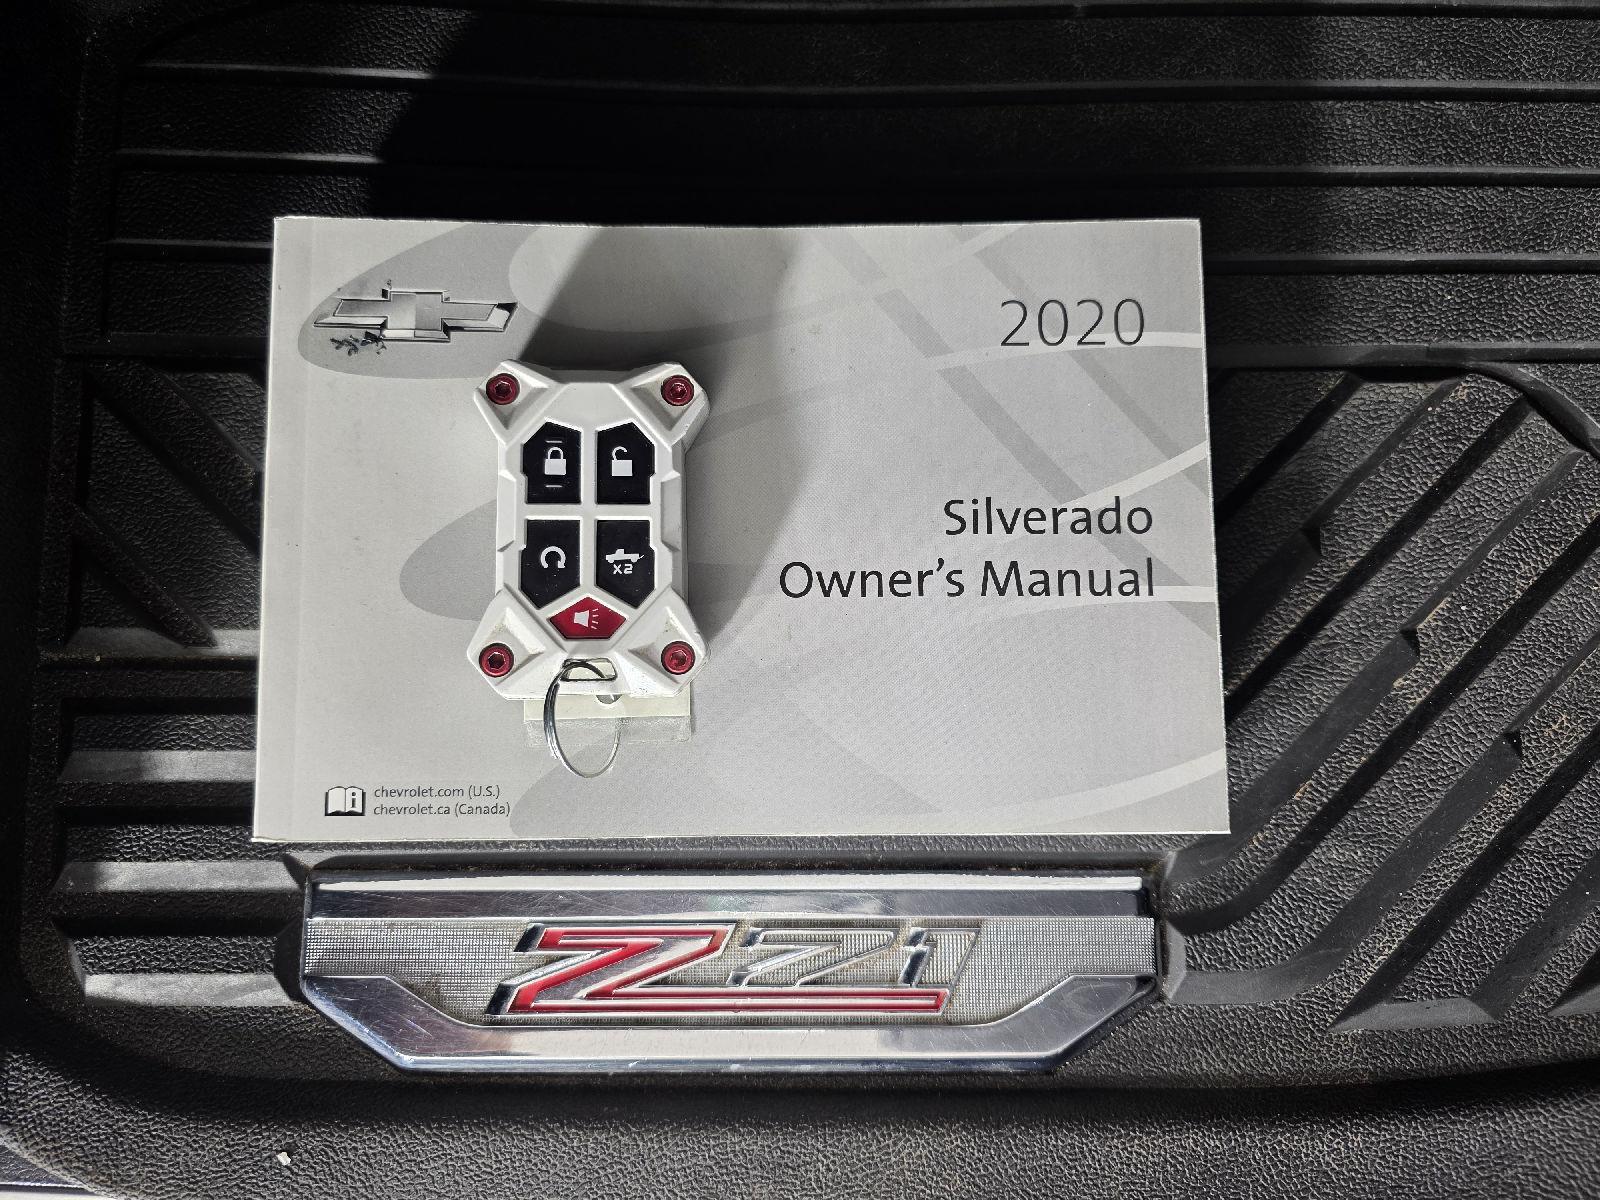 2020
Silverado
Owner's Manual
X2
chevrolet.com (U.S.)
chevrolet.ca (Canada)
Z71